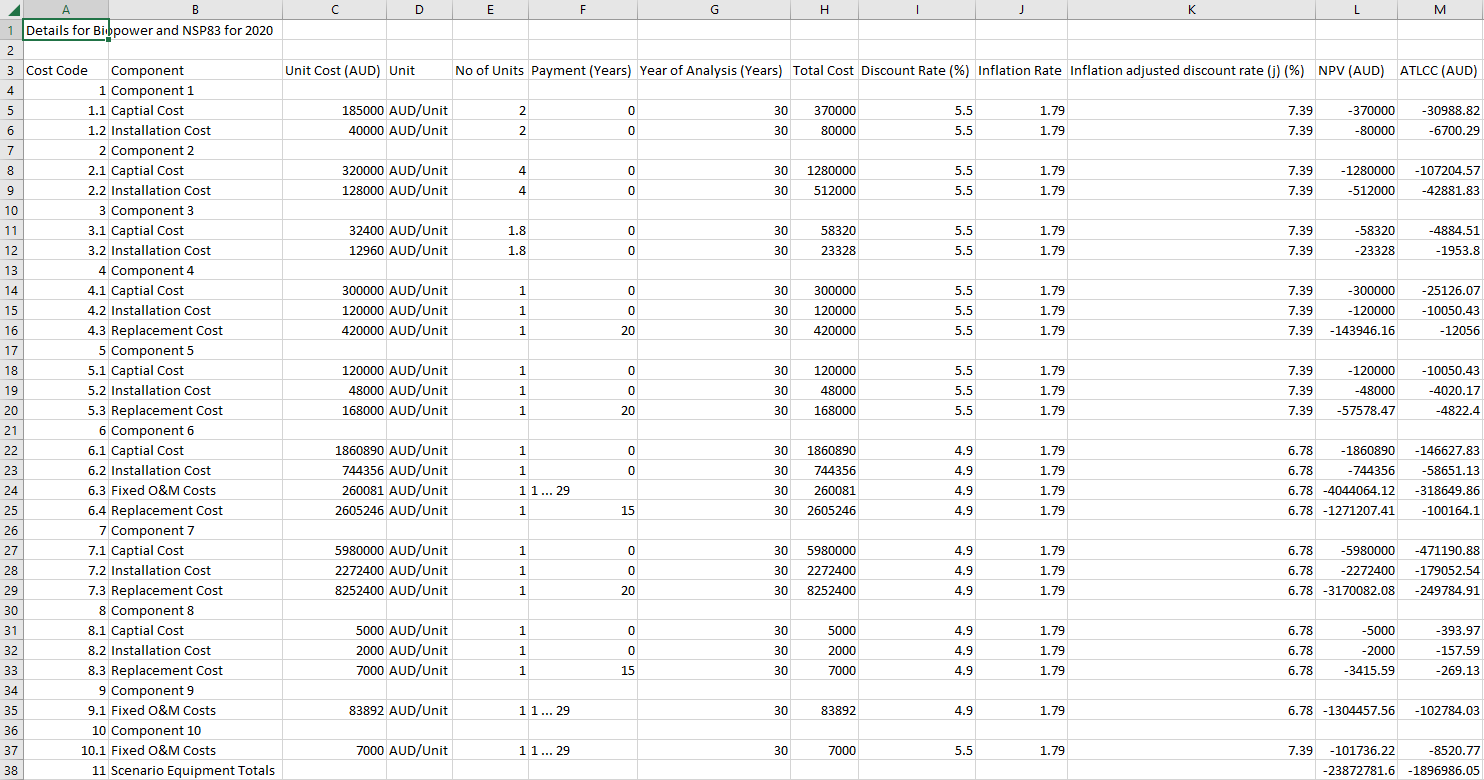 A B C D E F G H I J K L M
1 Details for Biopower and NSP83 for 2020
2
3 Cost Code Component Unit Cost (AUD) Unit No of Units Payment (Years) Year of Analysis (Years) Total Cost Discount Rate (%) Inflation Rate Inflation adjusted discount rate (j) (%) NPV (AUD) ATLCC (AUD)
4 1 Component 1
5 1.1 Captial Cost 185000 AUD/Unit 2 0 30 370000 5.5 1.79 7.39 -370000 -30988.82
6 1.2 Installation Cost 40000 AUD/Unit 2 0 30 80000 5.5 1.79 7.39 -80000 -6700.29
7 2 Component 2
8 2.1 Captial Cost 320000 AUD/Unit 4 0 30 1280000 5.5 1.79 7.39 -1280000 -107204.57
9 2.2 Installation Cost 128000 AUD/Unit 4 0 30 512000 5.5 1.79 7.39 -512000 -42881.83
10 3 Component 3
11 3.1 Captial Cost 32400 AUD/Unit 1.8 0 30 58320 5.5 1.79 7.39 -58320 -4884.51
12 3.2 Installation Cost 12960 AUD/Unit 1.8 0 30 23328 5.5 1.79 7.39 -23328 -1953.8
13 4 Component 4
14 4.1 Captial Cost 300000 AUD/Unit 1 0 30 300000 5.5 1.79 7.39 -300000 -25126.07
15 4.2 Installation Cost 120000 AUD/Unit 1 0 30 120000 5.5 1.79 7.39 -120000 -10050.43
16 4.3 Replacement Cost 420000 AUD/Unit 1 20 30 420000 5.5 1.79 7.39 -143946.16 -12056
17 5 Component 5
18 5.1 Captial Cost 120000 AUD/Unit 1 0 30 120000 5.5 1.79 7.39 -120000 -10050.43
19 5.2 Installation Cost 48000 AUD/Unit 1 0 30 48000 5.5 1.79 7.39 -48000 -4020.17
20 5.3 Replacement Cost 168000 AUD/Unit 1 20 30 168000 5.5 1.79 7.39 -57578.47 -4822.4
21 6 Component 6
22 6.1 Captial Cost 1860890 AUD/Unit 1 0 30 1860890 4.9 1.79 6.78 -1860890 -146627.83
23 6.2 Installation Cost 744356 AUD/Unit 1 0 30 744356 4.9 1.79 6.78 -744356 -58651.13
24 6.3 Fixed O&M Costs 260081 AUD/Unit 1 1 ... 29 30 260081 4.9 1.79 6.78 -4044064.12 -318649.86
25 6.4 Replacement Cost 2605246 AUD/Unit 1 15 30 2605246 4.9 1.79 6.78 -1271207.41 -100164.1
26 7 Component 7
27 7.1 Captial Cost 5980000 AUD/Unit 1 0 30 5980000 4.9 1.79 6.78 -5980000 -471190.88
28 7.2 Installation Cost 2272400 AUD/Unit 1 0 30 2272400 4.9 1.79 6.78 -2272400 -179052.54
29 7.3 Replacement Cost 8252400 AUD/Unit 1 20 30 8252400 4.9 1.79 6.78 -3170082.08 -249784.91
30 8 Component 8
31 8.1 Captial Cost 5000 AUD/Unit 1 0 30 5000 4.9 1.79 6.78 -5000 -393.97
32 8.2 Installation Cost 2000 AUD/Unit 1 0 30 2000 4.9 1.79 6.78 -2000 -157.59
33 8.3 Replacement Cost 7000 AUD/Unit 1 15 30 7000 4.9 1.79 6.78 -3415.59 -269.13
34 9 Component 9
35 9.1 Fixed O&M Costs 83892 AUD/Unit 1 1 ... 29 30 83892 4.9 1.79 6.78 -1304457.56 -102784.03
36 10 Component 10
37 10.1 Fixed O&M Costs 7000 AUD/Unit 1 1 ... 29 30 7000 5.5 1.79 7.39 -101736.22 -8520.77
38 11 Scenario Equipment Totals -23872781.6 -1896986.05